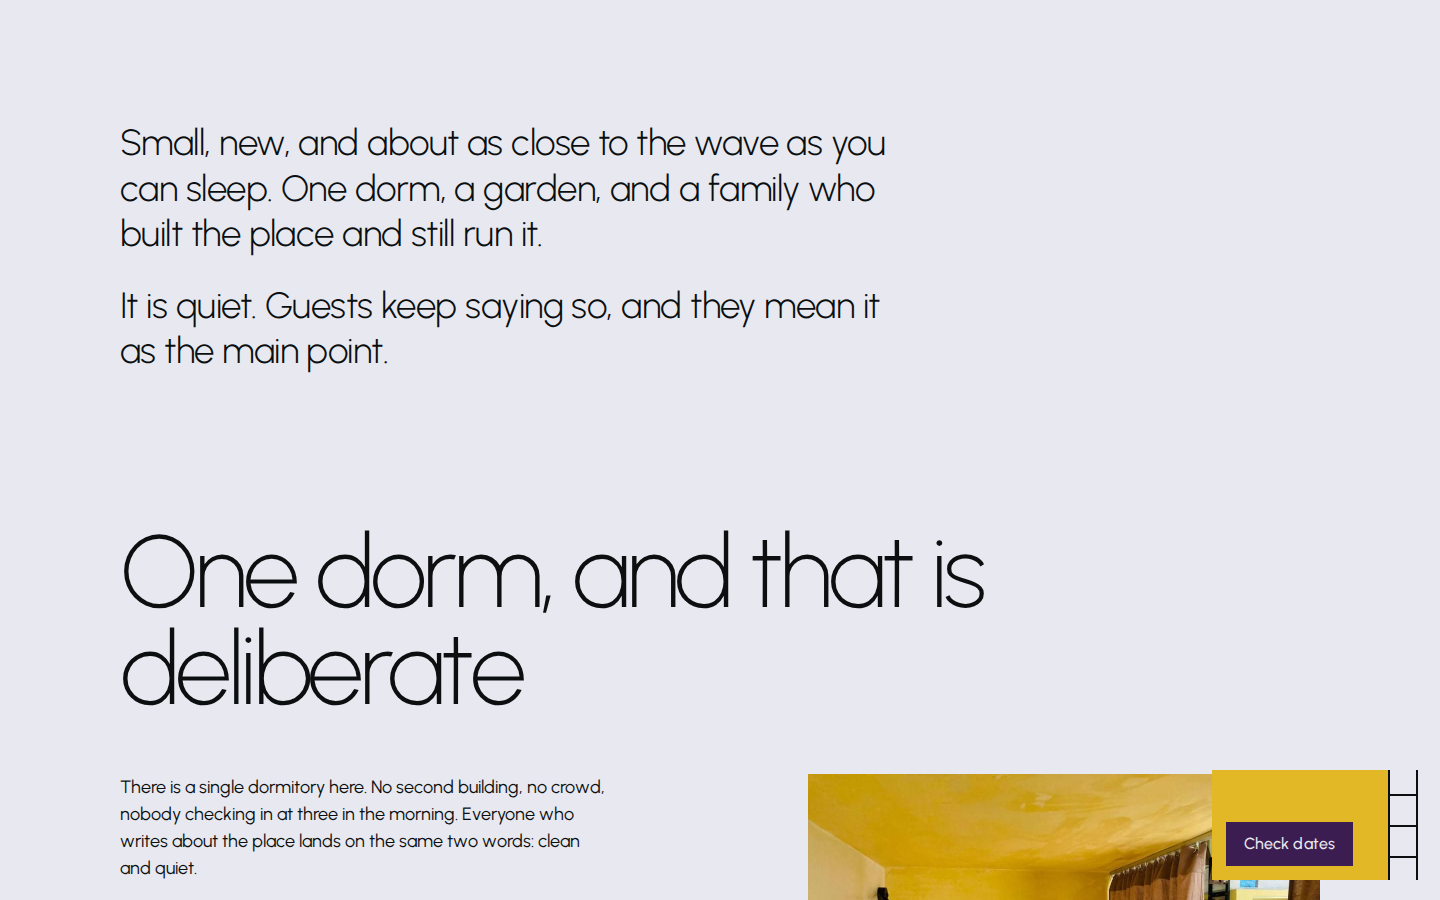 Small, new, and about as close to the wave as you
can sleep. One dorm, a garden, and a family who
built the place and still run it.
It is quiet. Guests keep saying so, and they mean it
as the main point.
One dorm, and that is
deliberate
There is a single dormitory here. No second building, no crowd,
nobody checking in at three in the morning. Everyone who
writes about the place lands on the same two words: clean
and quiet.
Check dates